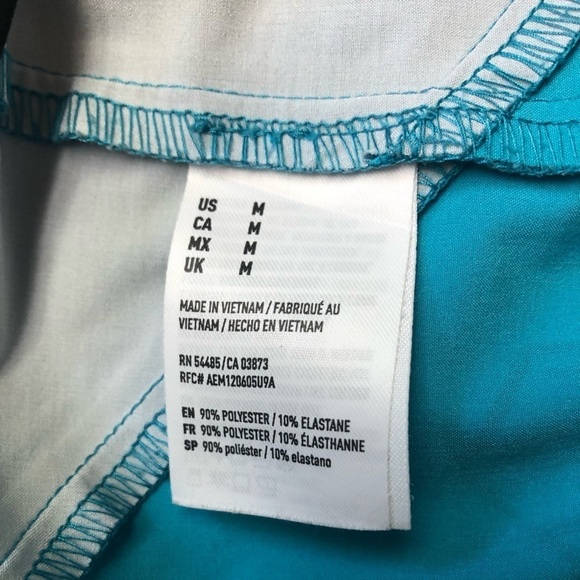 US M
CA M
MX M
UK M
MADE IN VIETNAM / FABRIQUÉ AU
VIETNAM / HECHO EN VIETNAM
RN 54485 / CA 03873
RFC# AEM120605U9A
EN 90% POLYESTER / 10% ELASTANE
FR 90% POLYESTER / 10% ÉLASTHANNE
SP 90% poliéster / 10% elastano